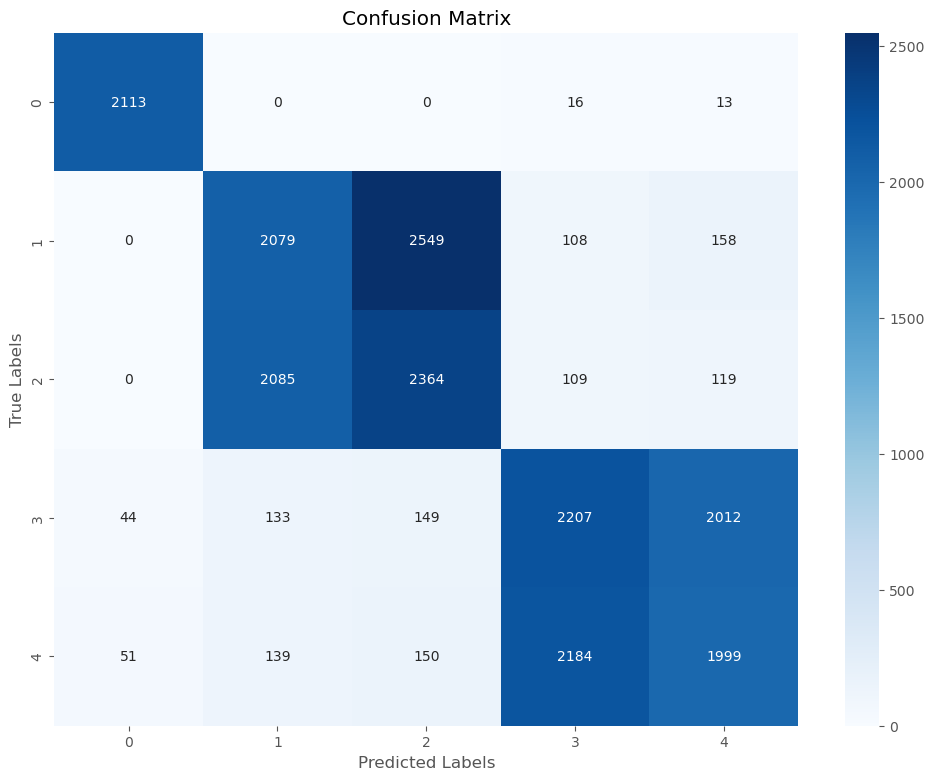 Confusion Matrix
True Labels
0
1
2
3
4
2113 0 0 16 13
0 2079 2549 108 158
0 2085 2364 109 119
44 133 149 2207 2012
51 139 150 2184 1999
0 1 2 3 4
Predicted Labels
2500
2000
1500
1000
500
0